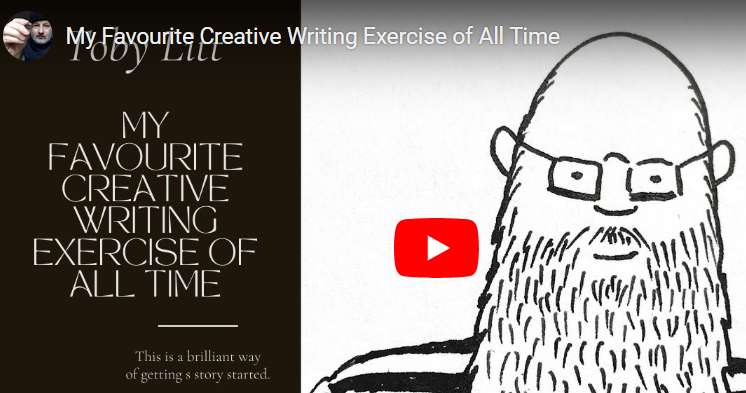 My Favourite Creative Writing Exercise of All Time
Toby Litt
MY
FAVOURITE
CREATIVE
WRITING
EXERCISE OF
ALL TIME
This is a brilliant way
of getting s story started.